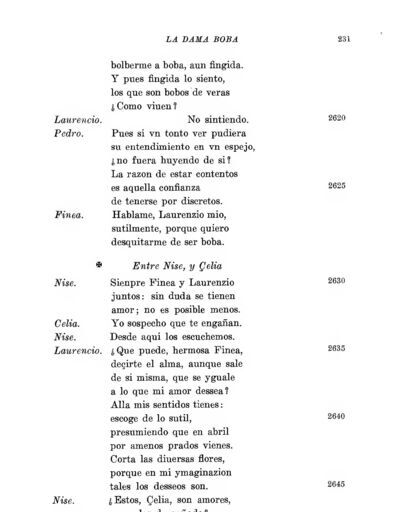 LA DAMA BOBA 231
bolberme a boba, aun fingida.
Y pues fingida lo siento,
los que son bobos de veras
¿Como viuen?
Laurencio. No sintiendo. 2620
Pedro. Pues si vn tonto ver pudiera
su entendimiento en vn espejo,
¿no fuera huyendo de si?
La razon de estar contentos
es aquella confianza 2625
de tenerse por discretos.
Finea. Hablame, Laurenzio mio,
sutilmente, porque quiero
desquitarme de ser boba.
✠ Entre Nise, y Çelia
Nise. Sienpre Finea y Laurenzio 2630
juntos: sin duda se tienen
amor; no es posible menos.
Celia. Yo sospecho que te engañan.
Nise. Desde aqui los escuchemos.
Laurencio. ¿Que puede, hermosa Finea, 2635
deçirte el alma, aunque sale
de si misma, que se yguale
a lo que mi amor dessea?
Alla mis sentidos tienes:
escoge de lo sutil, 2640
presumiendo que en abril
por amenos prados vienes.
Corta las diuersas flores,
porque en mi ymaginazion
tales los desseos son. 2645
Nise. ¿Estos, Çelia, son amores,